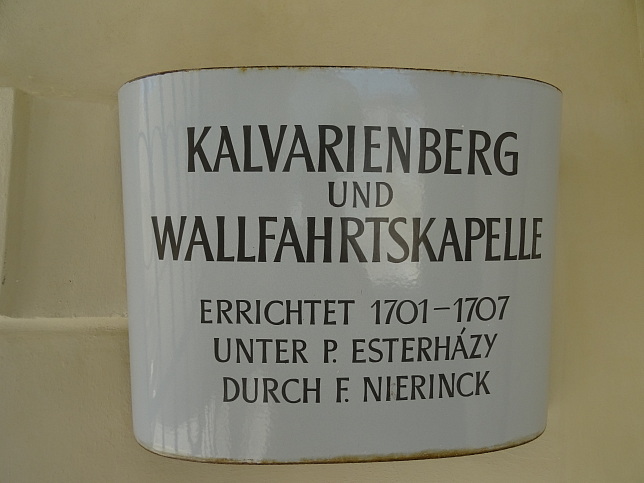 KALVARIENBERG
UND
WALLFAHRTSKAPELLE
ERRICHTET 1701-1707
UNTER P. ESTERHÁZY
DURCH F. NIERINCK